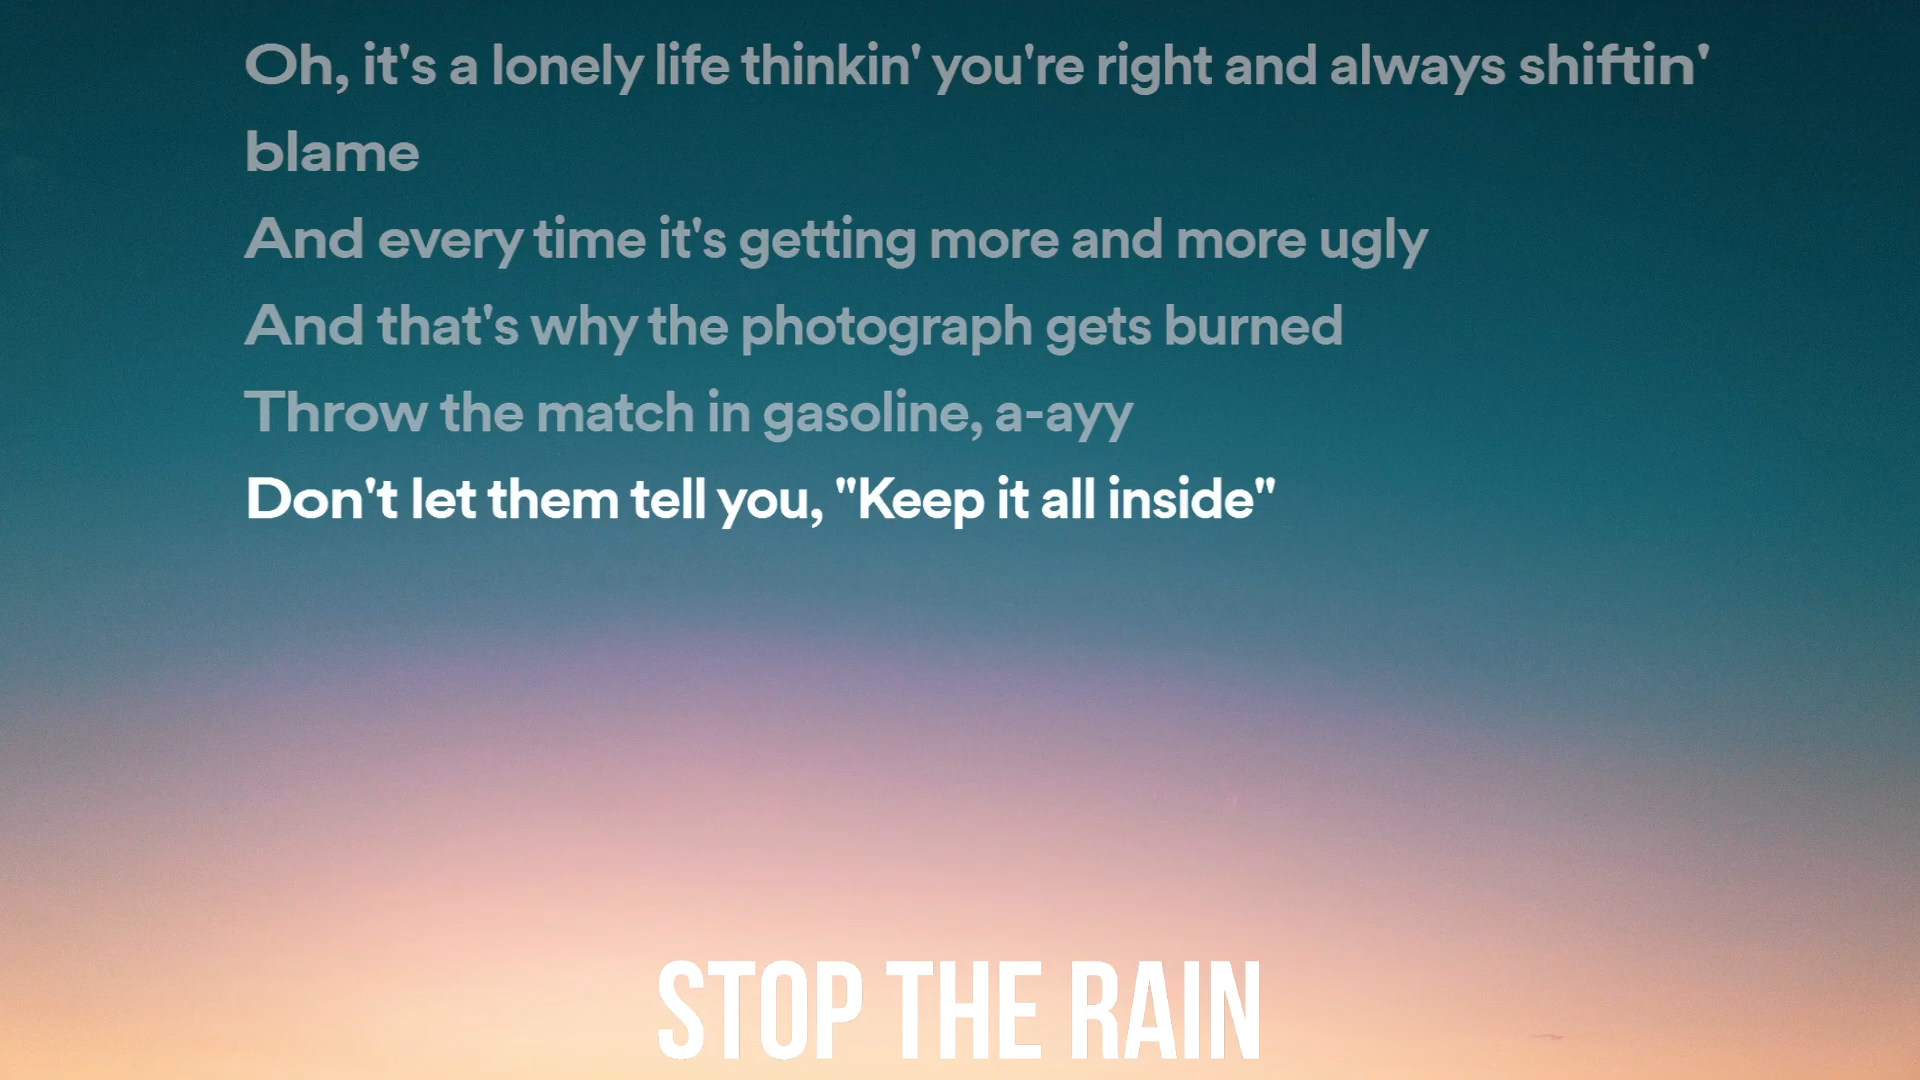 Oh, it's a lonely life thinkin' you're right and always shiftin'
blame
And every time it's getting more and more ugly
And that's why the photograph gets burned
Throw the match in gasoline, a-ayy
Don't let them tell you, "Keep it all inside"
STOP THE RAIN